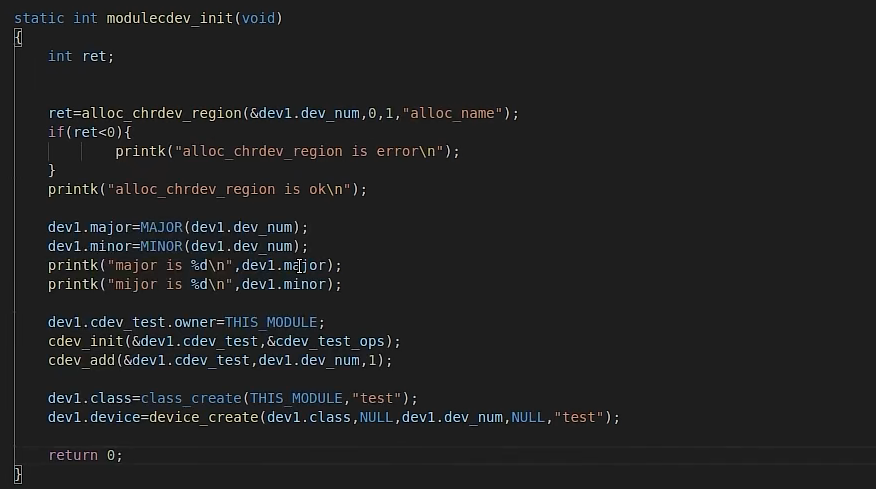 static int modulecdev_init(void)
{
    int ret;
    ret=alloc_chrdev_region(&dev1.dev_num,0,1,"alloc_name");
    if(ret<0){
            printk("alloc_chrdev_region is error\n");
    }
    printk("alloc_chrdev_region is ok\n");
    dev1.major=MAJOR(dev1.dev_num);
    dev1.minor=MINOR(dev1.dev_num);
    printk("major is %d\n",dev1.major);
    printk("mijor is %d\n",dev1.minor);
    dev1.cdev_test.owner=THIS_MODULE;
    cdev_init(&dev1.cdev_test,&cdev_test_ops);
    cdev_add(&dev1.cdev_test,dev1.dev_num,1);
    dev1.class=class_create(THIS_MODULE,"test");
    dev1.device=device_create(dev1.class,NULL,dev1.dev_num,NULL,"test");
    return 0;
}